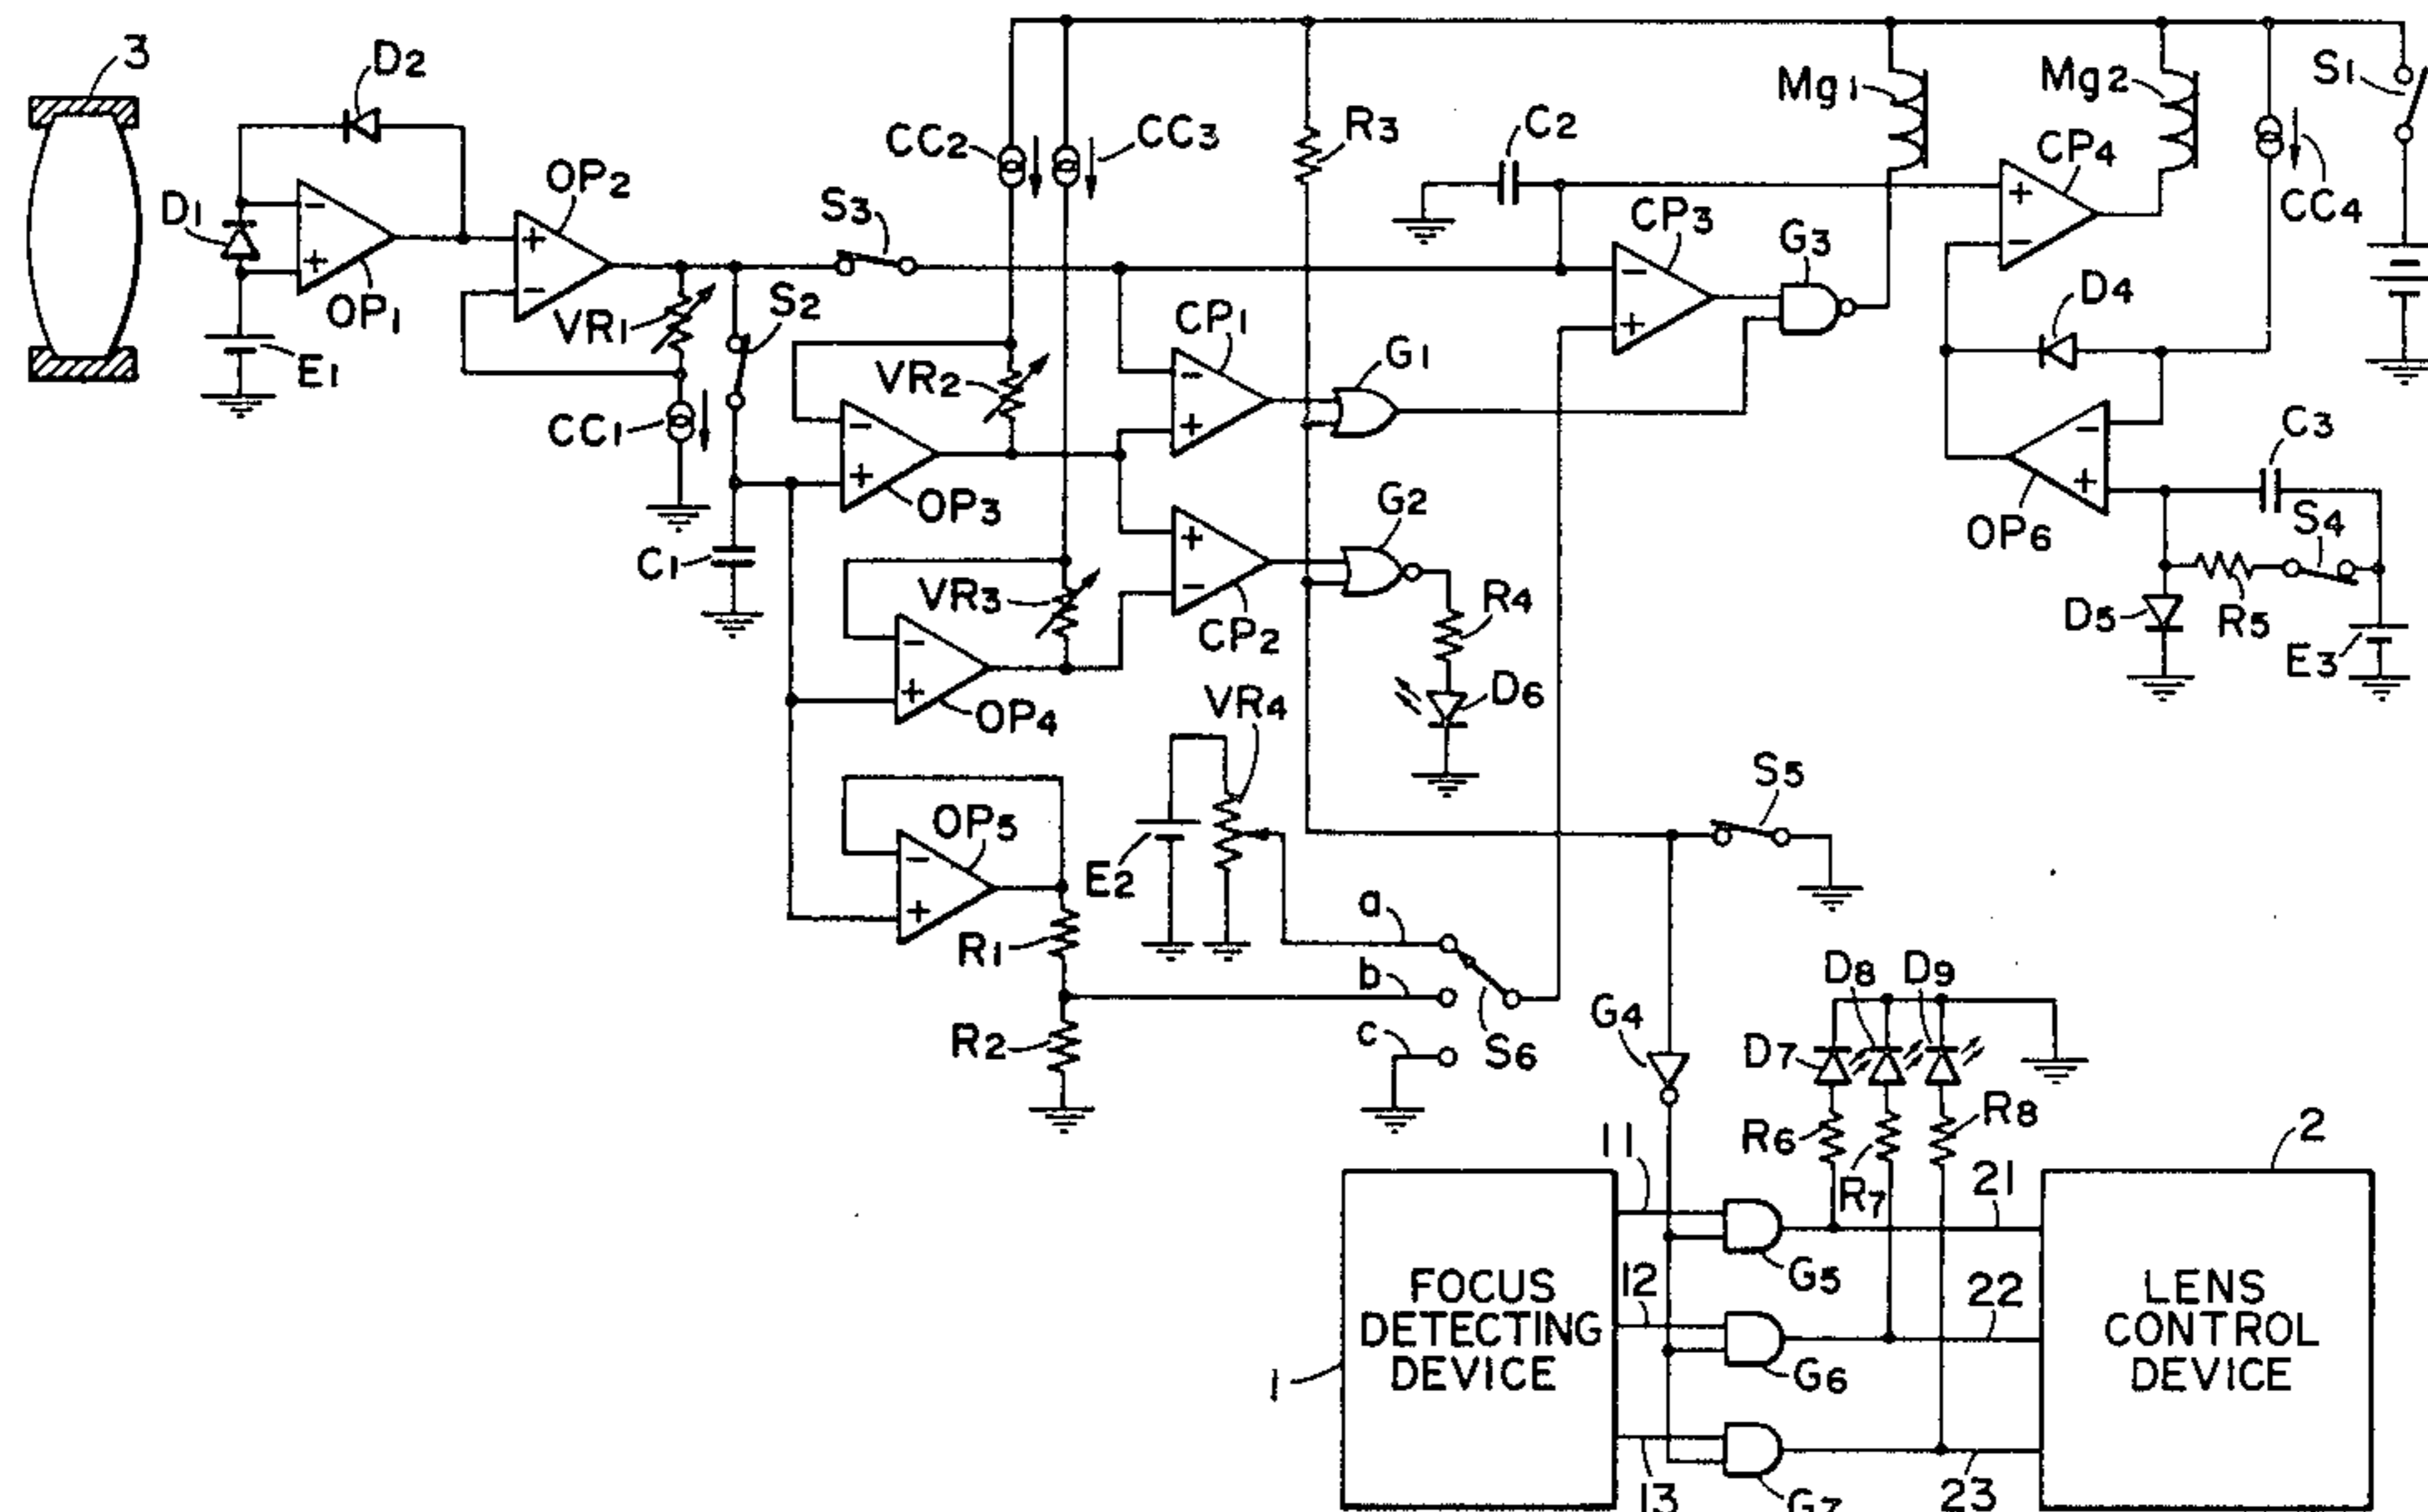 3
D2
D1
OP1
E1
OP2
VR1
CC1
S2
C1
S3
CC2
CC3
R3
C2
Mg1
Mg2
S1
CP4
CC4
CP3
G3
D4
CP1
G1
VR2
OP3
C3
S4
OP6
D5
R5
E3
G2
VR3
CP2
R4
D6
OP4
VR4
OP5
E2
S5
R1
R2
a
b
c
S6
G4
D8
D9
D7
R6
R7
R8
11
12
13
21
22
23
2
1
FOCUS
DETECTING
DEVICE
G5
G6
G7
LENS
CONTROL
DEVICE
+
-
+
-
+
-
+
-
+
-
+
-
+
-
+
-
+
-
+
-